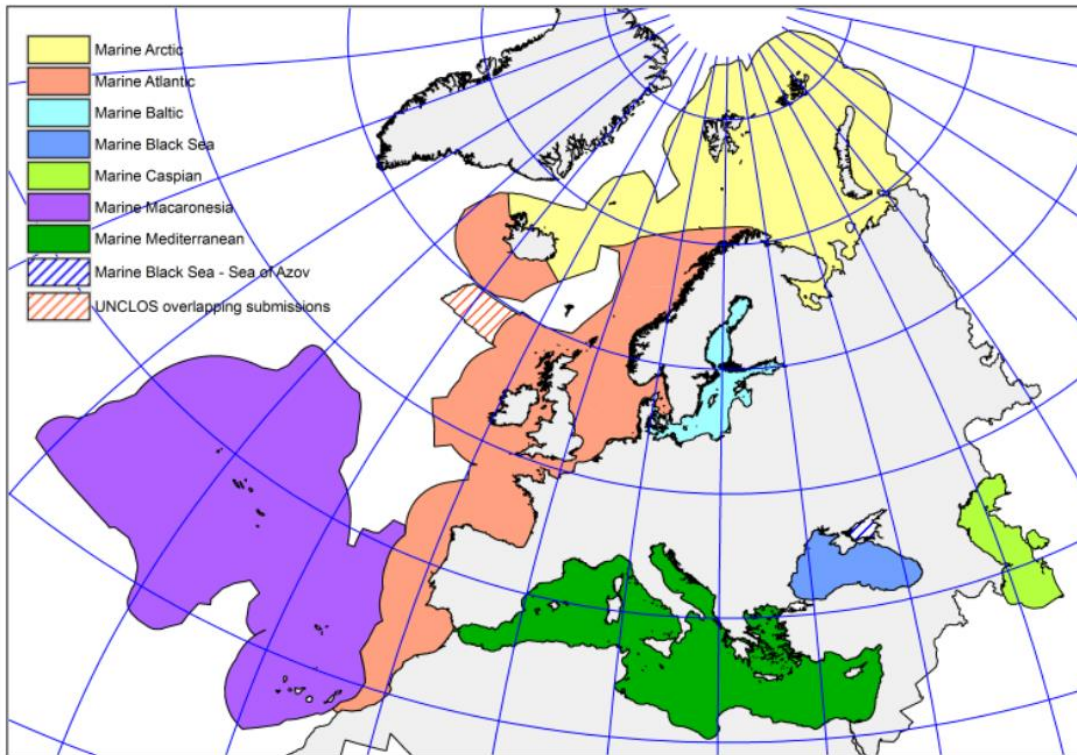 Marine Arctic
Marine Atlantic
Marine Baltic
Marine Black Sea
Marine Caspian
Marine Macaronesia
Marine Mediterranean
Marine Black Sea - Sea of Azov
UNCLOS overlapping submissions